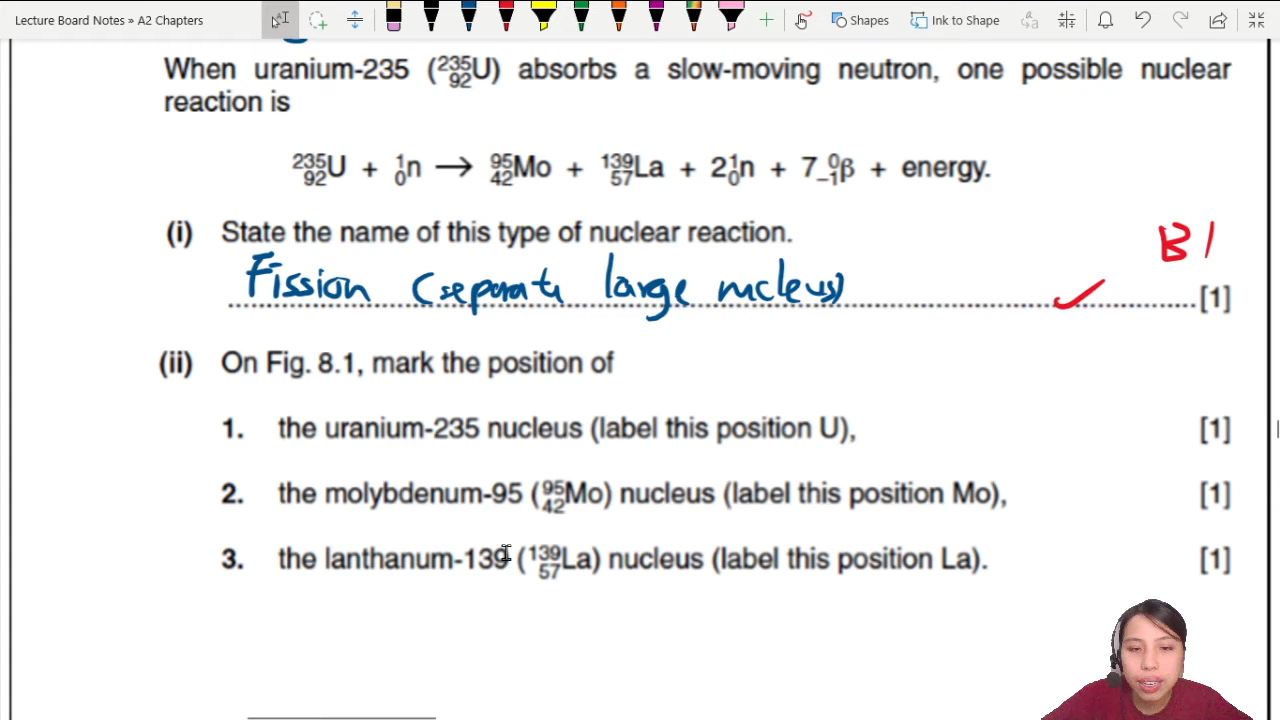 Lecture Board Notes » A2 Chapters
Shapes
Ink to Shape
When uranium-235 (²³⁵₉₂U) absorbs a slow-moving neutron, one possible nuclear
reaction is
²³⁵₉₂U + ¹₀n → ⁹⁵₄₂Mo + ¹³⁹₅₇La + 2¹₀n + 7⁰₋₁β + energy.
(i) State the name of this type of nuclear reaction.
B1
Fission (separate large nucleus) [1]
(ii) On Fig. 8.1, mark the position of
1. the uranium-235 nucleus (label this position U), [1]
2. the molybdenum-95 (⁹⁵₄₂Mo) nucleus (label this position Mo), [1]
3. the lanthanum-139 (¹³⁹₅₇La) nucleus (label this position La). [1]